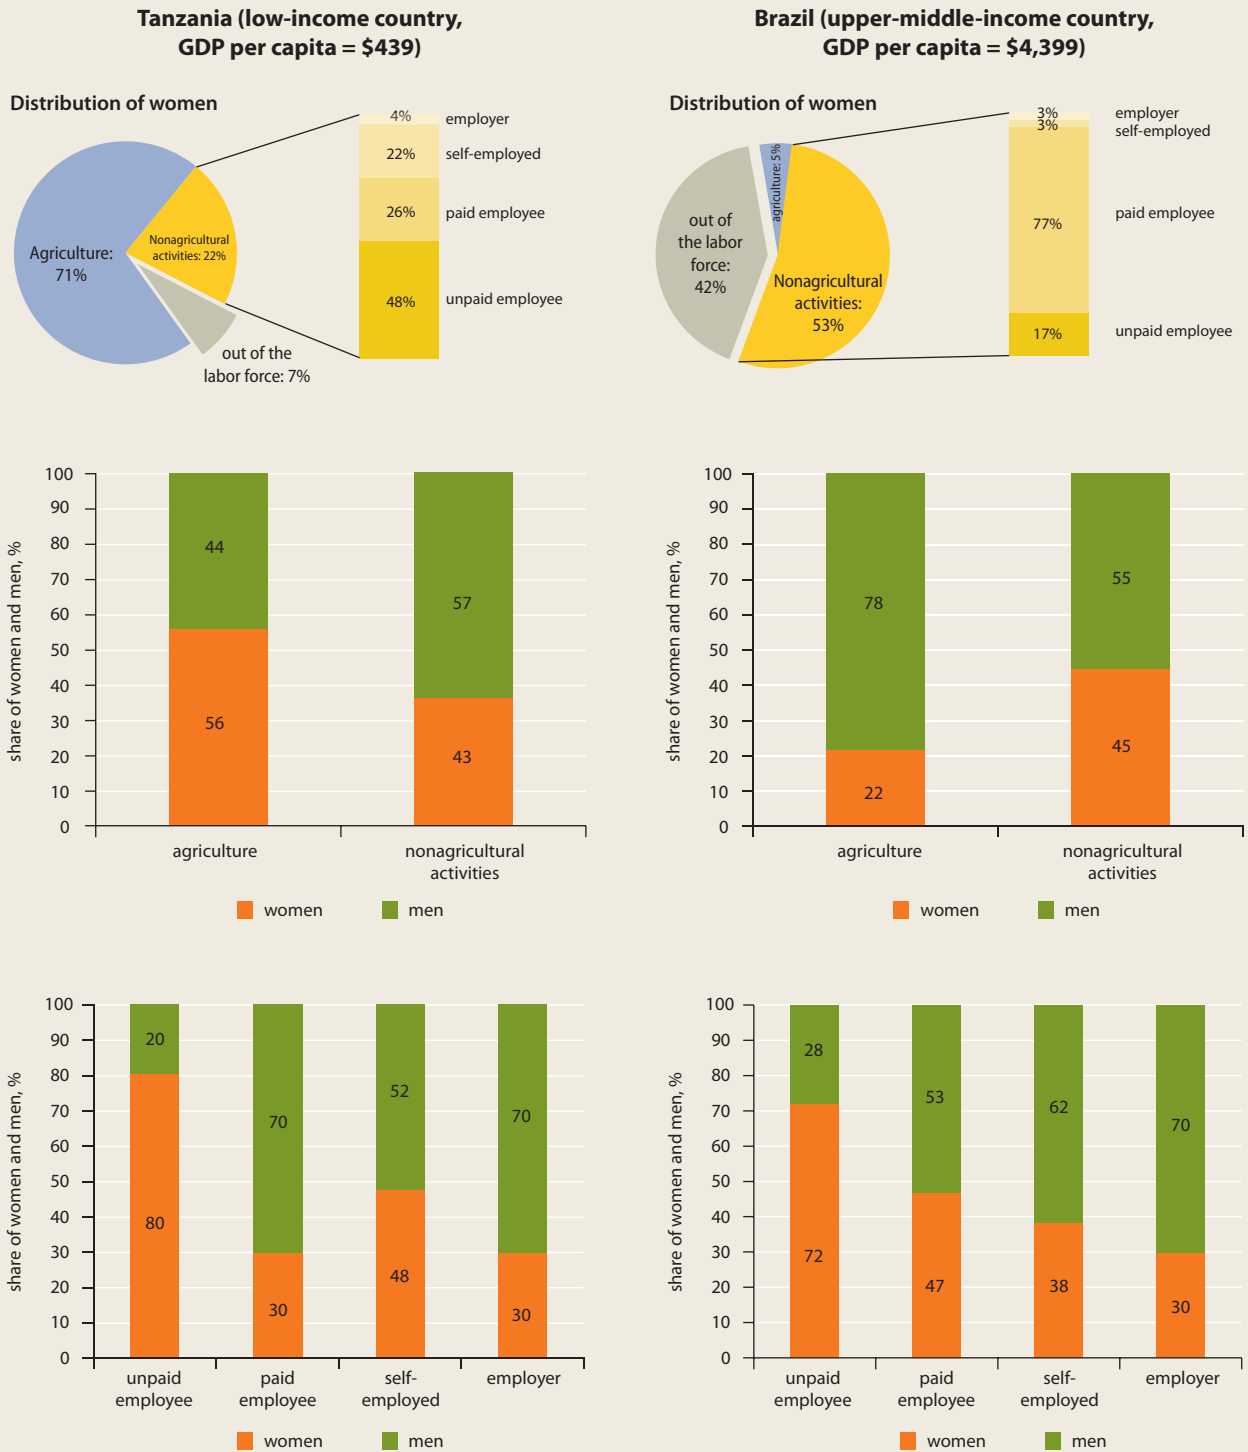 Tanzania (low-income country,
GDP per capita = $439)
Distribution of women
Agriculture:
71%
Nonagricultural
activities: 22%
out of the
labor force: 7%
4%
employer
22%
self-employed
26%
paid employee
48%
unpaid employee
Brazil (upper-middle-income country,
GDP per capita = $4,399)
Distribution of women
out of
the labor
force:
42%
agriculture: 5%
Nonagricultural
activities:
53%
3%
employer
3%
self-employed
77%
paid employee
17%
unpaid employee
share of women and men, %
100
90
80
70
60
50
40
30
20
10
0
44
56
57
43
agriculture
nonagricultural
activities
women
men
share of women and men, %
100
90
80
70
60
50
40
30
20
10
0
78
22
55
45
agriculture
nonagricultural
activities
women
men
share of women and men, %
100
90
80
70
60
50
40
30
20
10
0
20
80
70
30
52
48
70
30
unpaid
employee
paid
employee
self-
employed
employer
women
men
share of women and men, %
100
90
80
70
60
50
40
30
20
10
0
28
72
53
47
62
38
70
30
unpaid
employee
paid
employee
self-
employed
employer
women
men